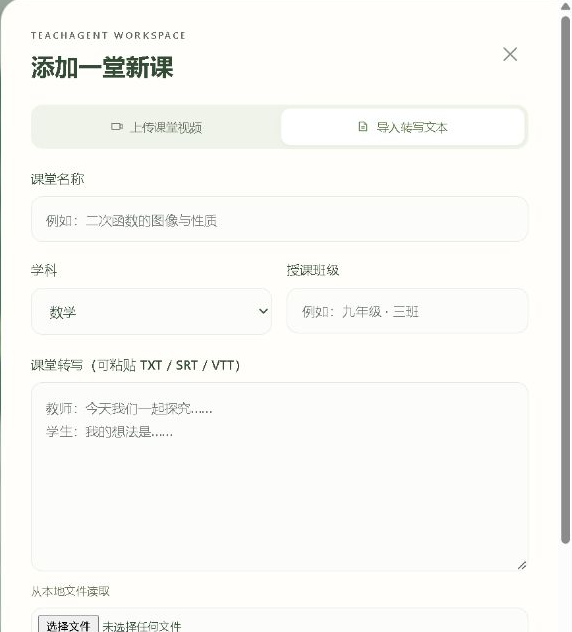 TEACHAGENT WORKSPACE
添加一堂新课
上传课堂视频
导入转写文本
课堂名称
例如：二次函数的图像与性质
学科
授课班级
数学
例如：九年级 · 三班
课堂转写（可粘贴 TXT / SRT / VTT）
教师：今天我们一起探究……
学生：我的想法是……
从本地文件读取
选择文件 未选择任何文件